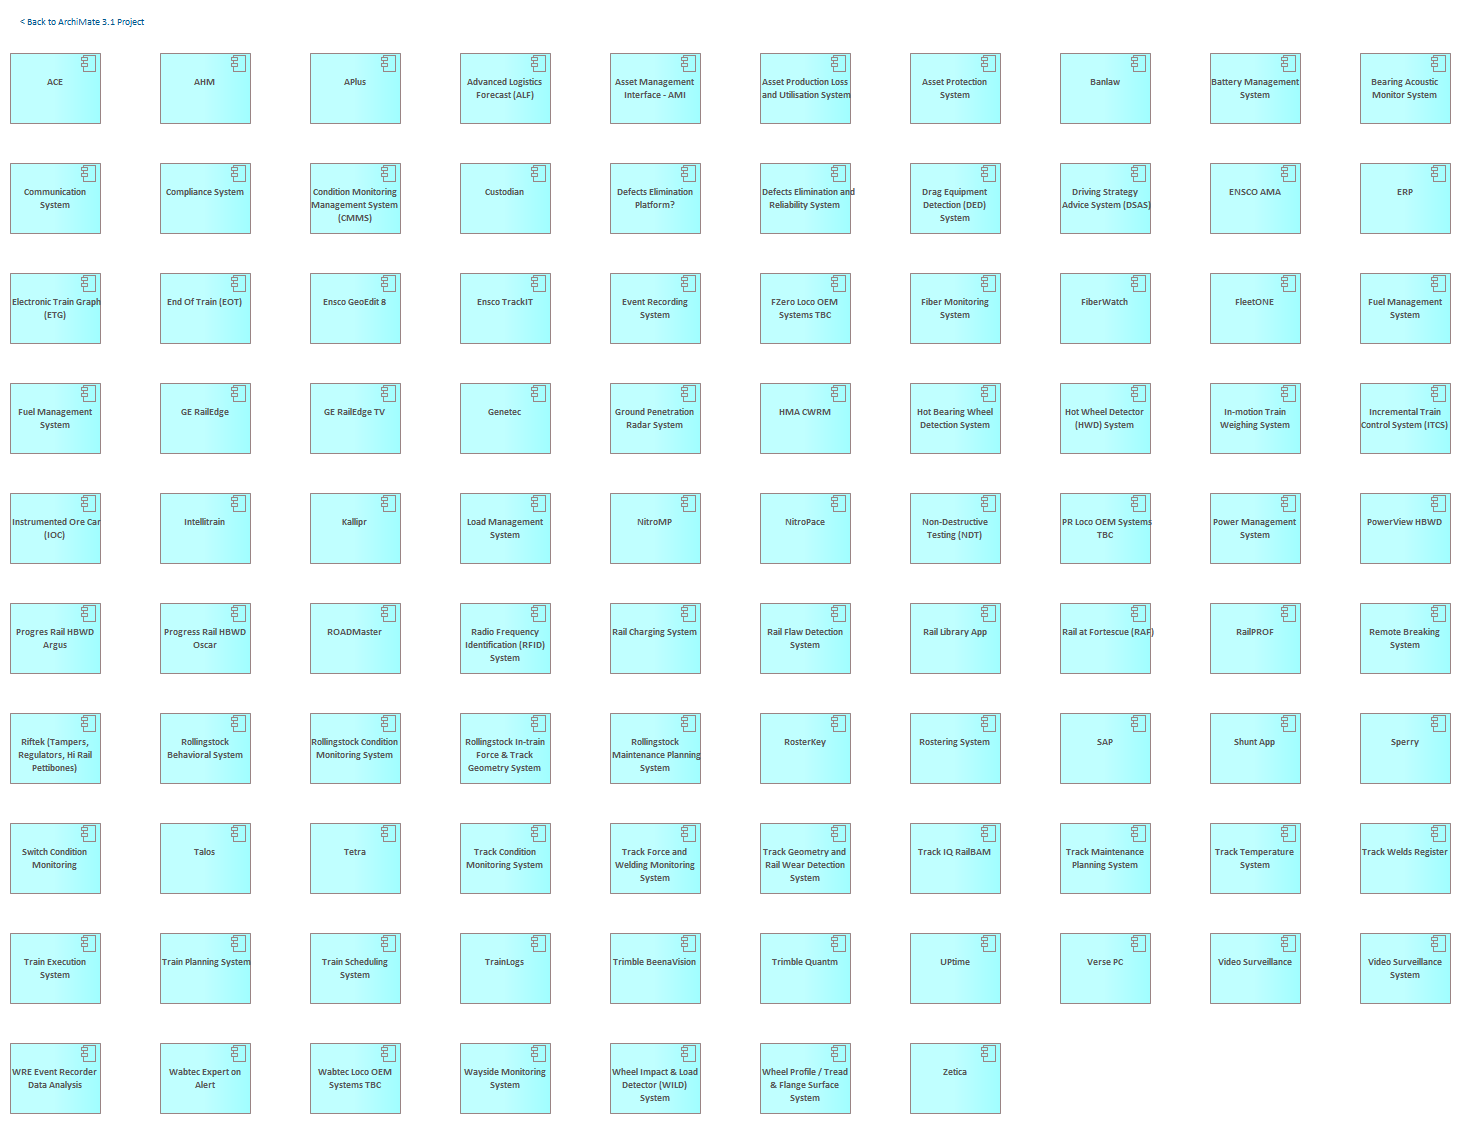 < Back to ArchiMate 3.1 Project
ACE
AHM
APlus
Advanced Logistics
Forecast (ALF)
Asset Management
Interface - AMI
Asset Production Loss
and Utilisation System
Asset Protection
System
Banlaw
Battery Management
System
Bearing Acoustic
Monitor System
Communication
System
Compliance System
Condition Monitoring
Management System
(CMMS)
Custodian
Defects Elimination
Platform?
Defects Elimination and
Reliability System
Drag Equipment
Detection (DED)
System
Driving Strategy
Advice System (DSAS)
ENSCO AMA
ERP
Electronic Train Graph
(ETG)
End Of Train (EOT)
Ensco GeoEdit 8
Ensco TrackIT
Event Recording
System
FZero Loco OEM
Systems TBC
Fiber Monitoring
System
FiberWatch
FleetONE
Fuel Management
System
Fuel Management
System
GE RailEdge
GE RailEdge TV
Genetec
Ground Penetration
Radar System
HMA CWRM
Hot Bearing Wheel
Detection System
Hot Wheel Detector
(HWD) System
In-motion Train
Weighing System
Incremental Train
Control System (ITCS)
Instrumented Ore Car
(IOC)
Intellitrain
Kallipr
Load Management
System
NitroMP
NitroPace
Non-Destructive
Testing (NDT)
PR Loco OEM Systems
TBC
Power Management
System
PowerView HBWD
Progres Rail HBWD
Argus
Progress Rail HBWD
Oscar
ROADMaster
Radio Frequency
Identification (RFID)
System
Rail Charging System
Rail Flaw Detection
System
Rail Library App
Rail at Fortescue (RAF)
RailPROF
Remote Breaking
System
Riftek (Tampers,
Regulators, Hi Rail
Pettibones)
Rollingstock
Behavioral System
Rollingstock Condition
Monitoring System
Rollingstock In-train
Force & Track
Geometry System
Rollingstock
Maintenance Planning
System
RosterKey
Rostering System
SAP
Shunt App
Sperry
Switch Condition
Monitoring
Talos
Tetra
Track Condition
Monitoring System
Track Force and
Welding Monitoring
System
Track Geometry and
Rail Wear Detection
System
Track IQ RailBAM
Track Maintenance
Planning System
Track Temperature
System
Track Welds Register
Train Execution
System
Train Planning System
Train Scheduling
System
TrainLogs
Trimble BeenaVision
Trimble Quantm
UPtime
Verse PC
Video Surveillance
Video Surveillance
System
WRE Event Recorder
Data Analysis
Wabtec Expert on
Alert
Wabtec Loco OEM
Systems TBC
Wayside Monitoring
System
Wheel Impact & Load
Detector (WILD)
System
Wheel Profile / Tread
& Flange Surface
System
Zetica